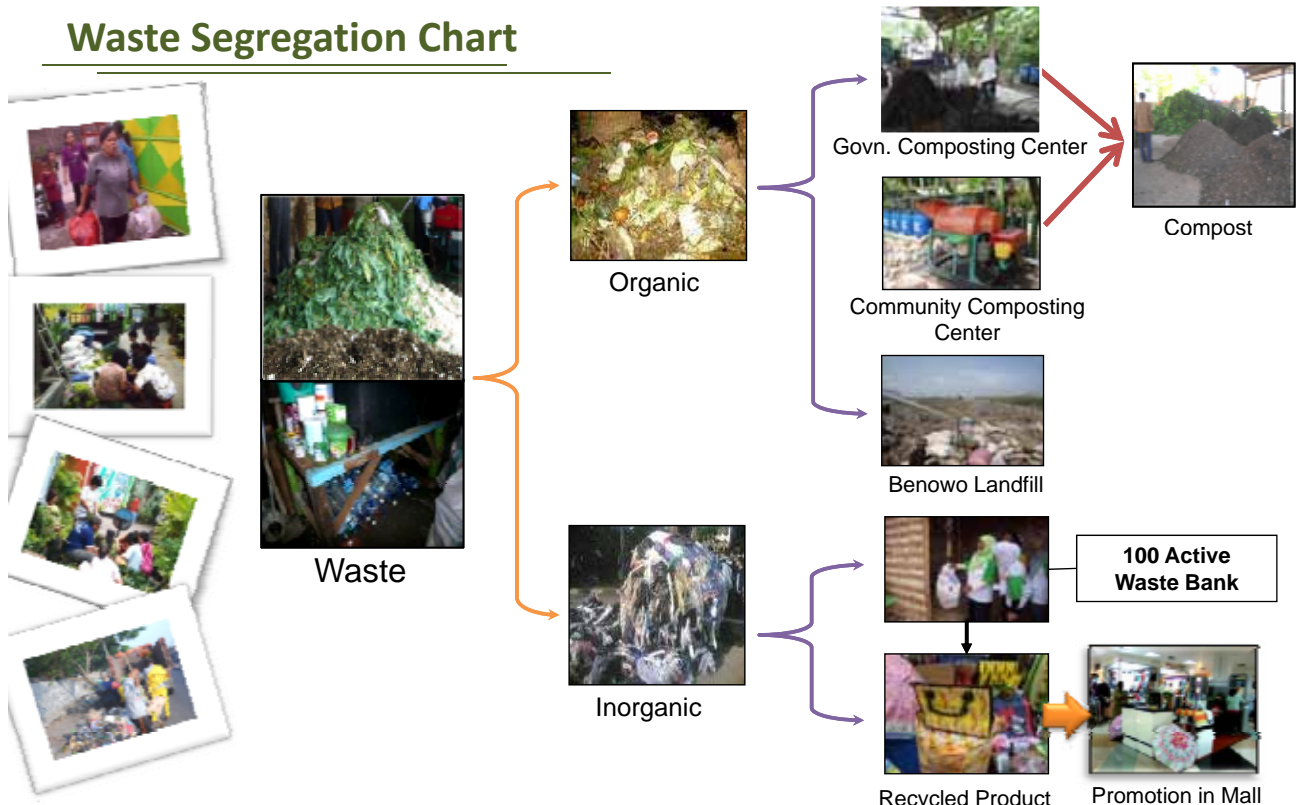 Waste Segregation Chart
Govn. Composting Center
Compost
Organic
Community Composting
Center
Benowo Landfill
Waste
100 Active
Waste Bank
Inorganic
Recycled Product
Promotion in Mall